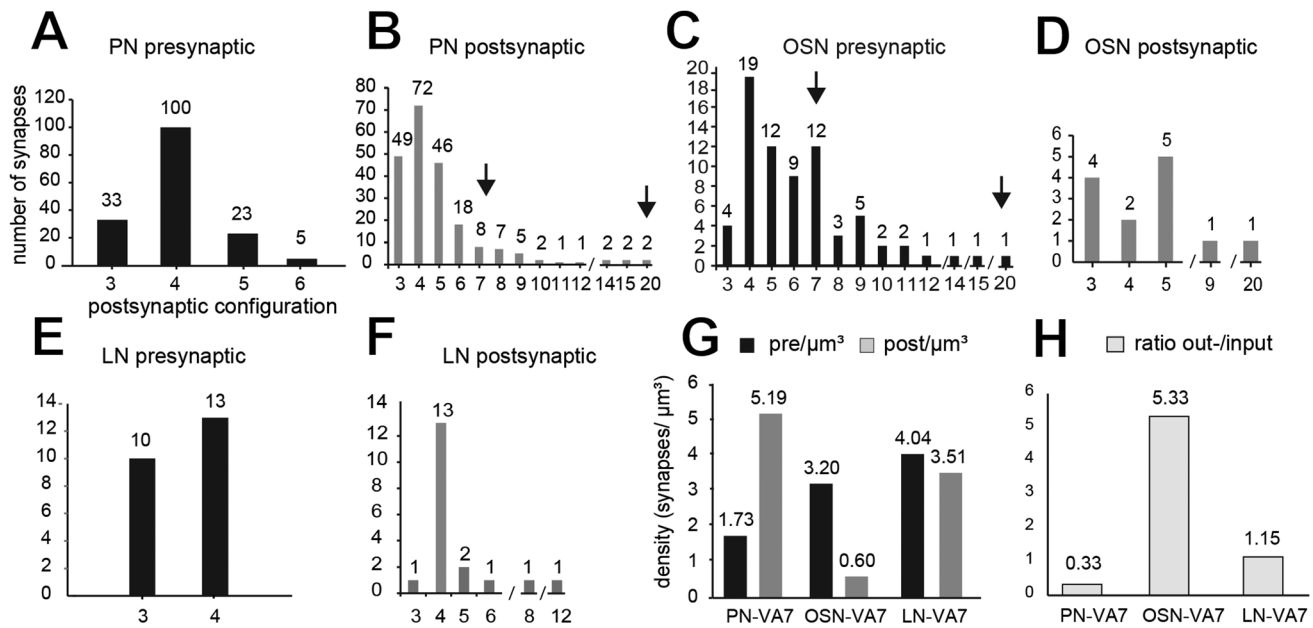 A PN presynaptic
number of synapses
120
100
80
60
40
20
0
33 100 23 5
3 4 5 6
postsynaptic configuration
B PN postsynaptic
80
70
60
50
40
30
20
10
0
49 72 46 18 8 7 5 2 1 1 2 2 2
3 4 5 6 7 8 9 10 11 12 / 14 15 20
C OSN presynaptic
20
18
16
14
12
10
8
6
4
2
0
4 19 12 9 12 3 5 2 2 1 1 1 1
3 4 5 6 7 8 9 10 11 12 / 14 / 15 / 20
D OSN postsynaptic
6
5
4
3
2
1
0
4 2 5 1 1
3 4 5 / 9 / 20
E LN presynaptic
14
12
10
8
6
4
2
0
10 13
3 4
F LN postsynaptic
14
12
10
8
6
4
2
0
1 13 2 1 1 1
3 4 5 6 / 8 / 12
G pre/µm³ post/µm³
density (synapses/ µm³)
6
5
4
3
2
1
0
1.73 5.19 3.20 0.60 4.04 3.51
PN-VA7 OSN-VA7 LN-VA7
H ratio out-/input
6
5
4
3
2
1
0
0.33 5.33 1.15
PN-VA7 OSN-VA7 LN-VA7